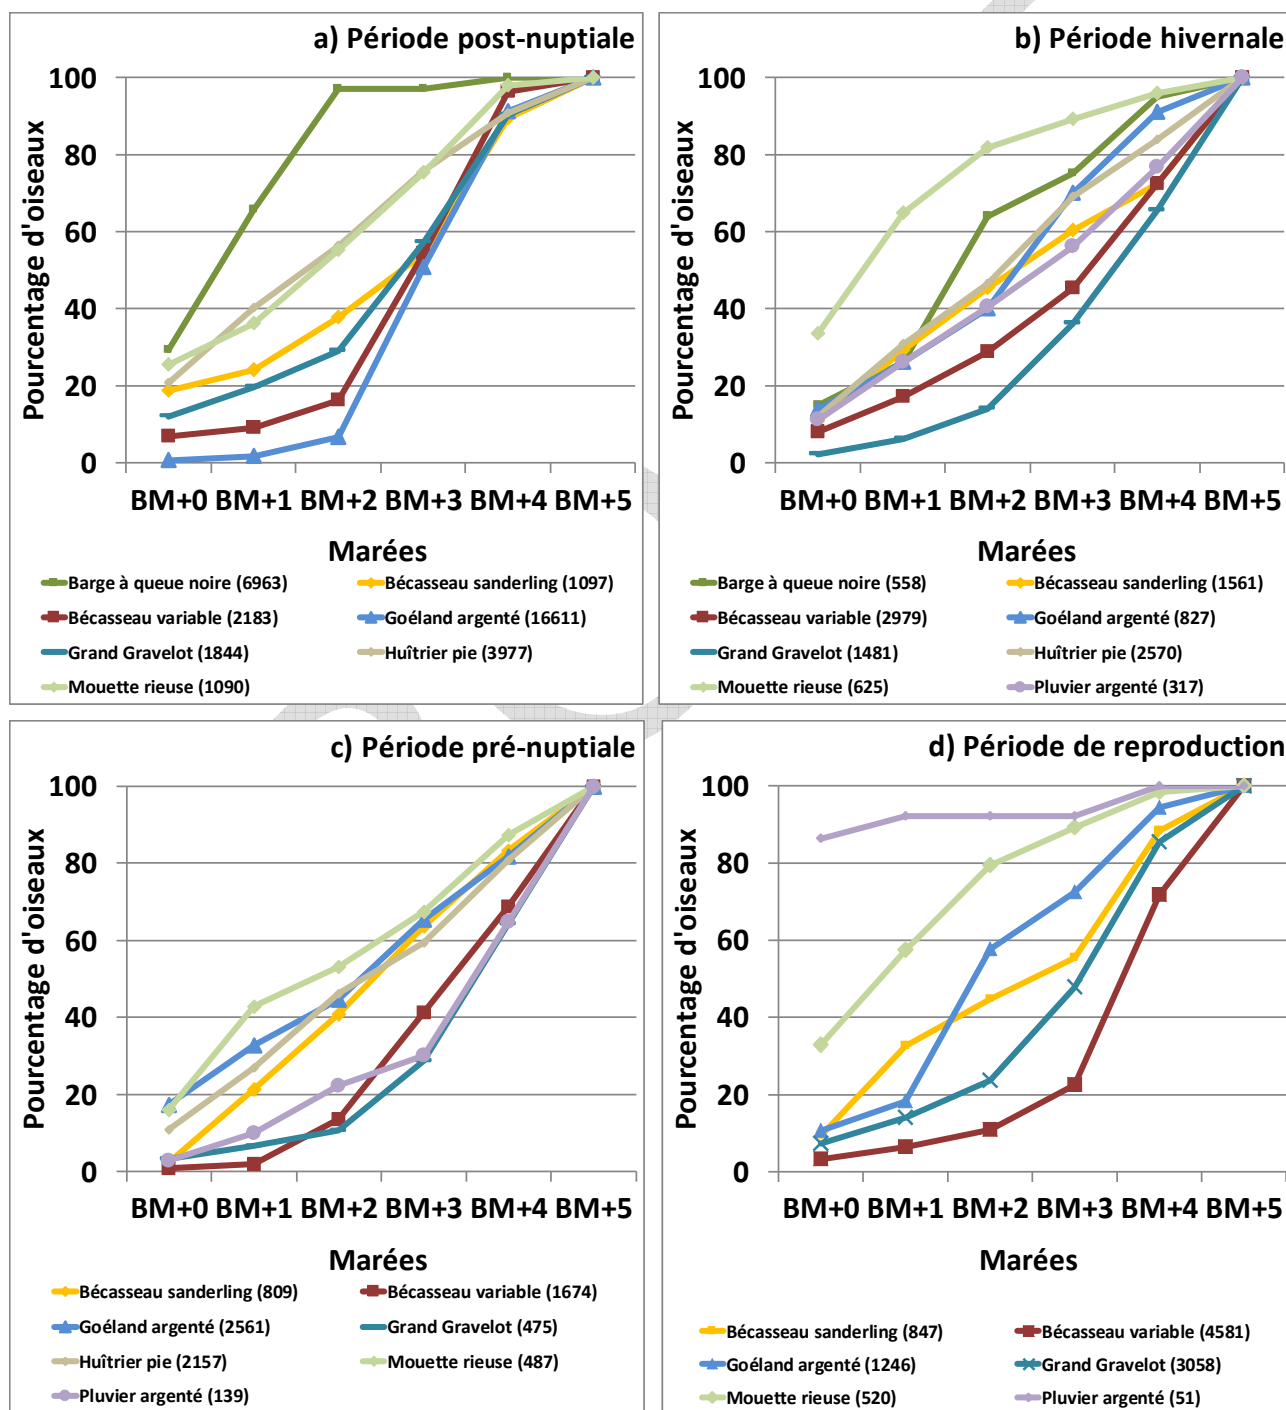 a) Période post-nuptiale
Pourcentage d'oiseaux
100
80
60
40
20
0
BM+0 BM+1 BM+2 BM+3 BM+4 BM+5
Marées
Barge à queue noire (6963) Bécasseau sanderling (1097)
Bécasseau variable (2183) Goéland argenté (16611)
Grand Gravelot (1844) Huîtrier pie (3977)
Mouette rieuse (1090)
b) Période hivernale
Pourcentage d'oiseaux
100
80
60
40
20
0
BM+0 BM+1 BM+2 BM+3 BM+4 BM+5
Marées
Barge à queue noire (558) Bécasseau sanderling (1561)
Bécasseau variable (2979) Goéland argenté (827)
Grand Gravelot (1481) Huîtrier pie (2570)
Mouette rieuse (625) Pluvier argenté (317)
c) Période pré-nuptiale
Pourcentage d'oiseaux
100
80
60
40
20
0
BM+0 BM+1 BM+2 BM+3 BM+4 BM+5
Marées
Bécasseau sanderling (809) Bécasseau variable (1674)
Goéland argenté (2561) Grand Gravelot (475)
Huîtrier pie (2157) Mouette rieuse (487)
Pluvier argenté (139)
d) Période de reproduction
Pourcentage d'oiseaux
100
80
60
40
20
0
BM+0 BM+1 BM+2 BM+3 BM+4 BM+5
Marées
Bécasseau sanderling (847) Bécasseau variable (4581)
Goéland argenté (1246) Grand Gravelot (3058)
Mouette rieuse (520) Pluvier argenté (51)